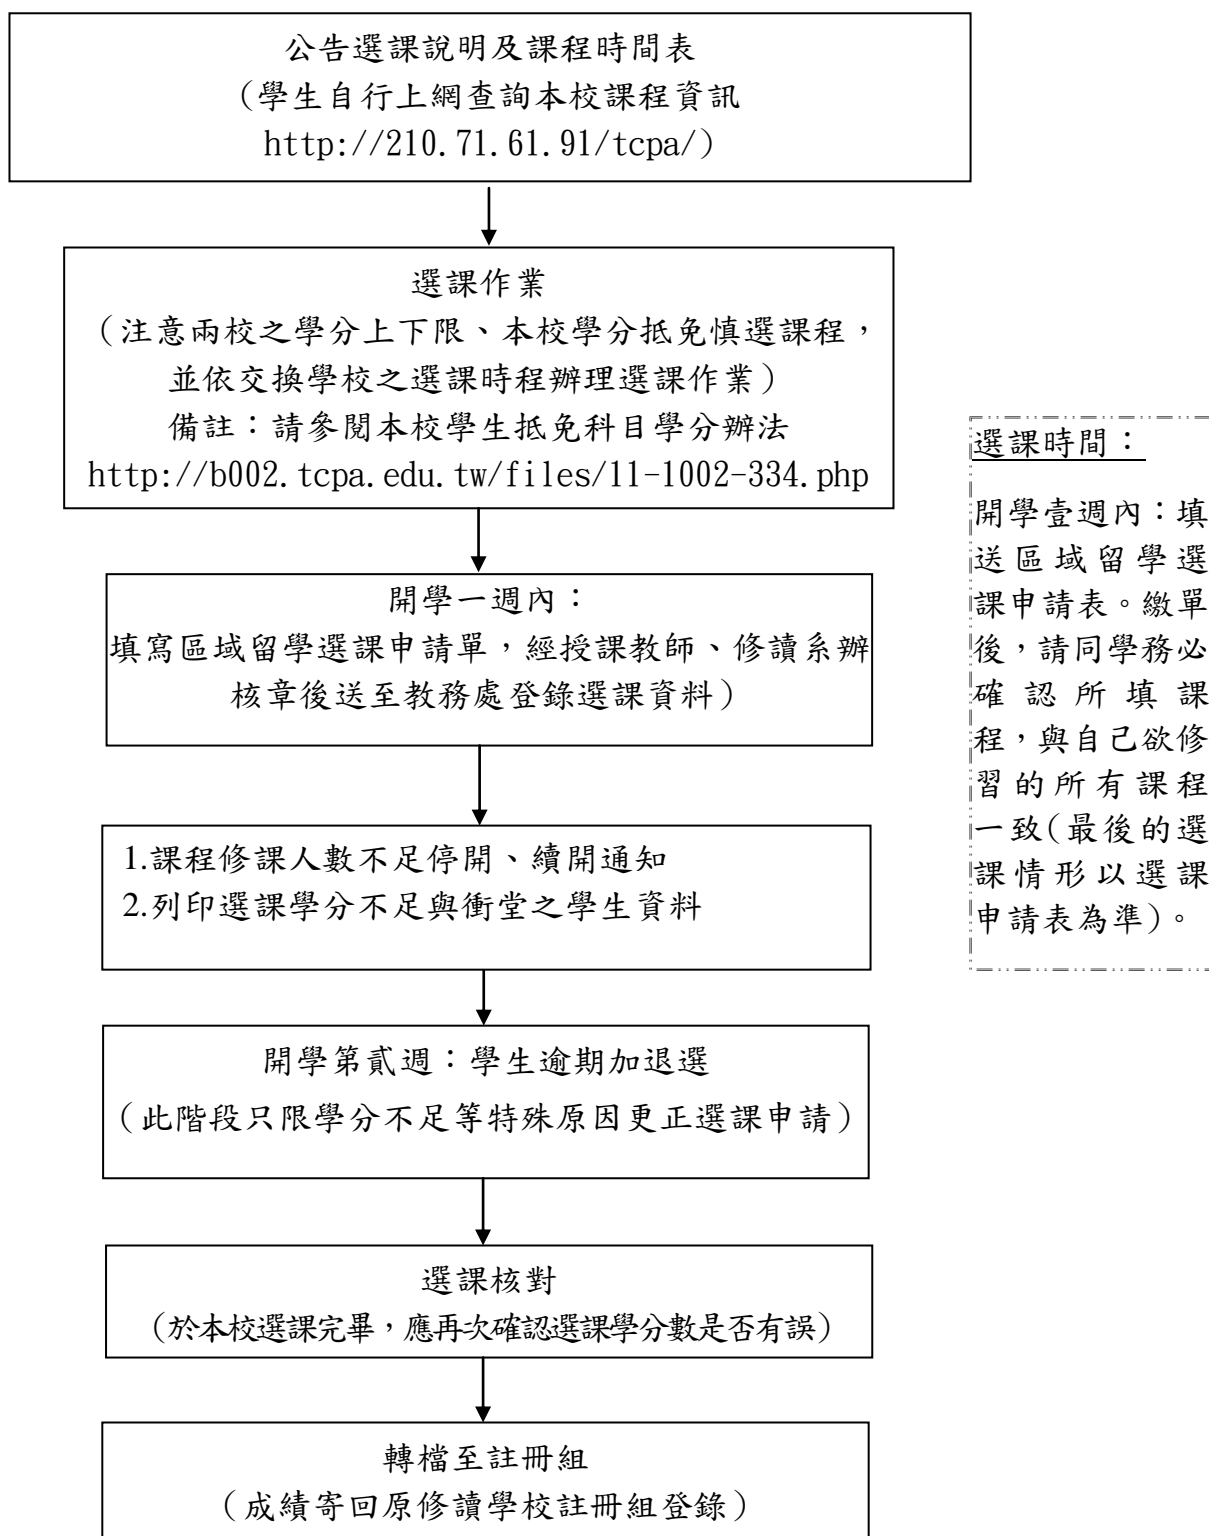 公告選課說明及課程時間表
(學生自行上網查詢本校課程資訊
http://210.71.61.91/tcpa/)
選課作業
(注意兩校之學分上下限、本校學分抵免慎選課程，
並依交換學校之選課時程辦理選課作業)
備註：請參閱本校學生抵免科目學分辦法
http://b002.tcpa.edu.tw/files/11-1002-334.php
開學一週內：
填寫區域留學選課申請單，經授課教師、修讀系辦
核章後送至教務處登錄選課資料)
1.課程修課人數不足停開、續開通知
2.列印選課學分不足與衝堂之學生資料
開學第貳週：學生逾期加退選
(此階段只限學分不足等特殊原因更正選課申請)
選課核對
(於本校選課完畢，應再次確認選課學分數是否有誤)
轉檔至註冊組
(成績寄回原修讀學校註冊組登錄)
選課時間：
開學壹週內：填
送區域留學選
課申請表。繳單
後，請同學務必
確認所填課
程，與自己欲修
習的所有課程
一致(最後的選
課情形以選課
申請表為準)。